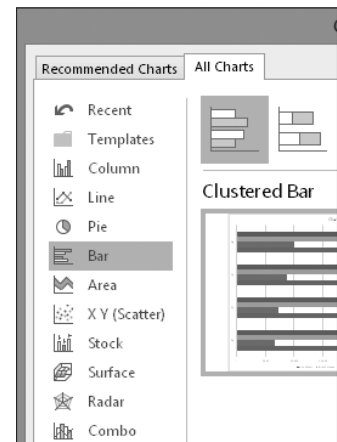 Recommended Charts
All Charts
Recent
Templates
Column
Line
Pie
Bar
Area
X Y (Scatter)
Stock
Surface
Radar
Combo
Clustered Bar